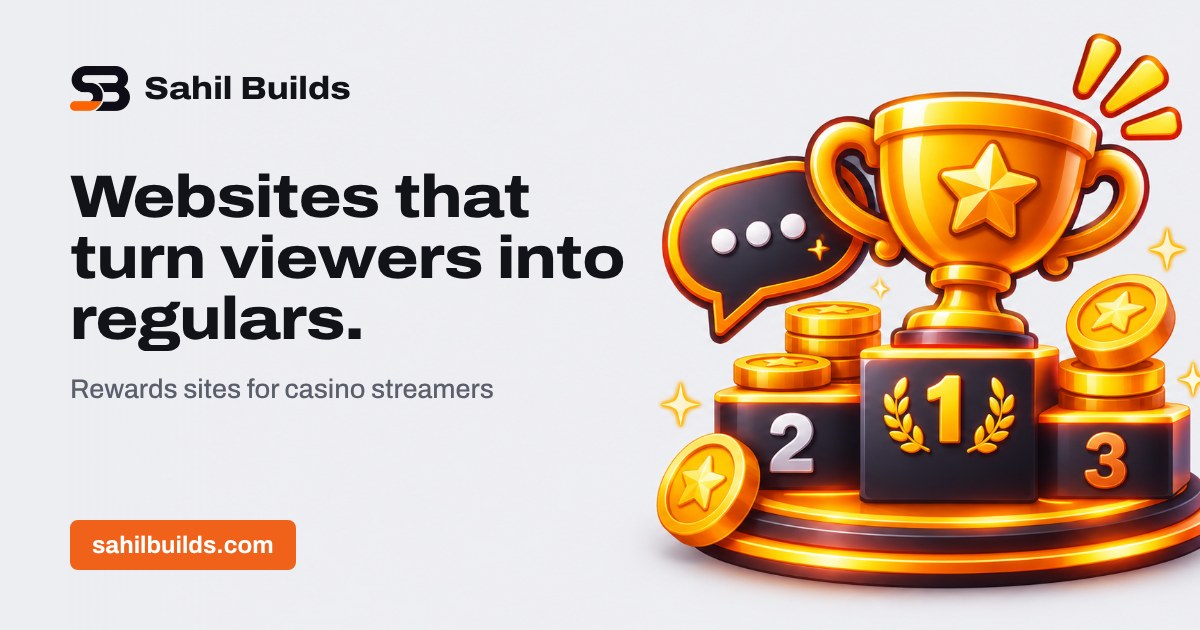 SB Sahil Builds
Websites that
turn viewers into
regulars.
Rewards sites for casino streamers
sahilbuilds.com
2
1
3